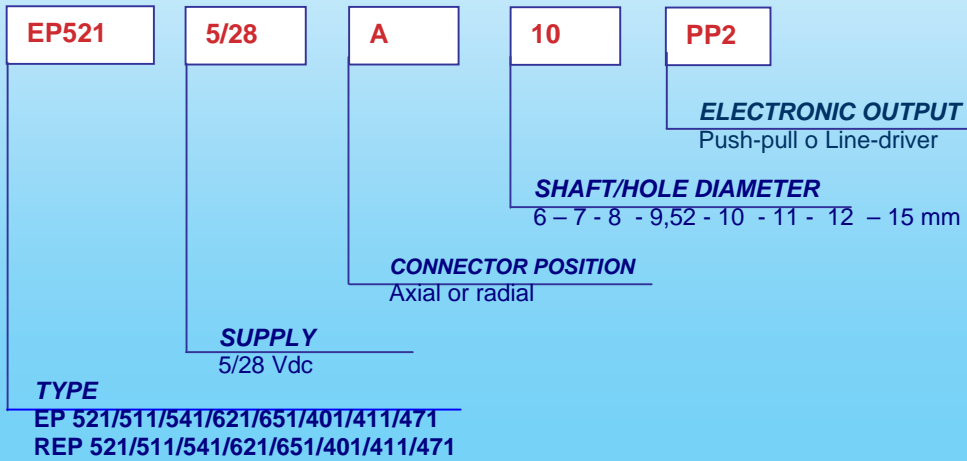 EP521 5/28 A 10 PP2
ELECTRONIC OUTPUT
Push-pull o Line-driver
SHAFT/HOLE DIAMETER
6 – 7 - 8 - 9,52 - 10 - 11 - 12 – 15 mm
CONNECTOR POSITION
Axial or radial
SUPPLY
5/28 Vdc
TYPE
EP 521/511/541/621/651/401/411/471
REP 521/511/541/621/651/401/411/471